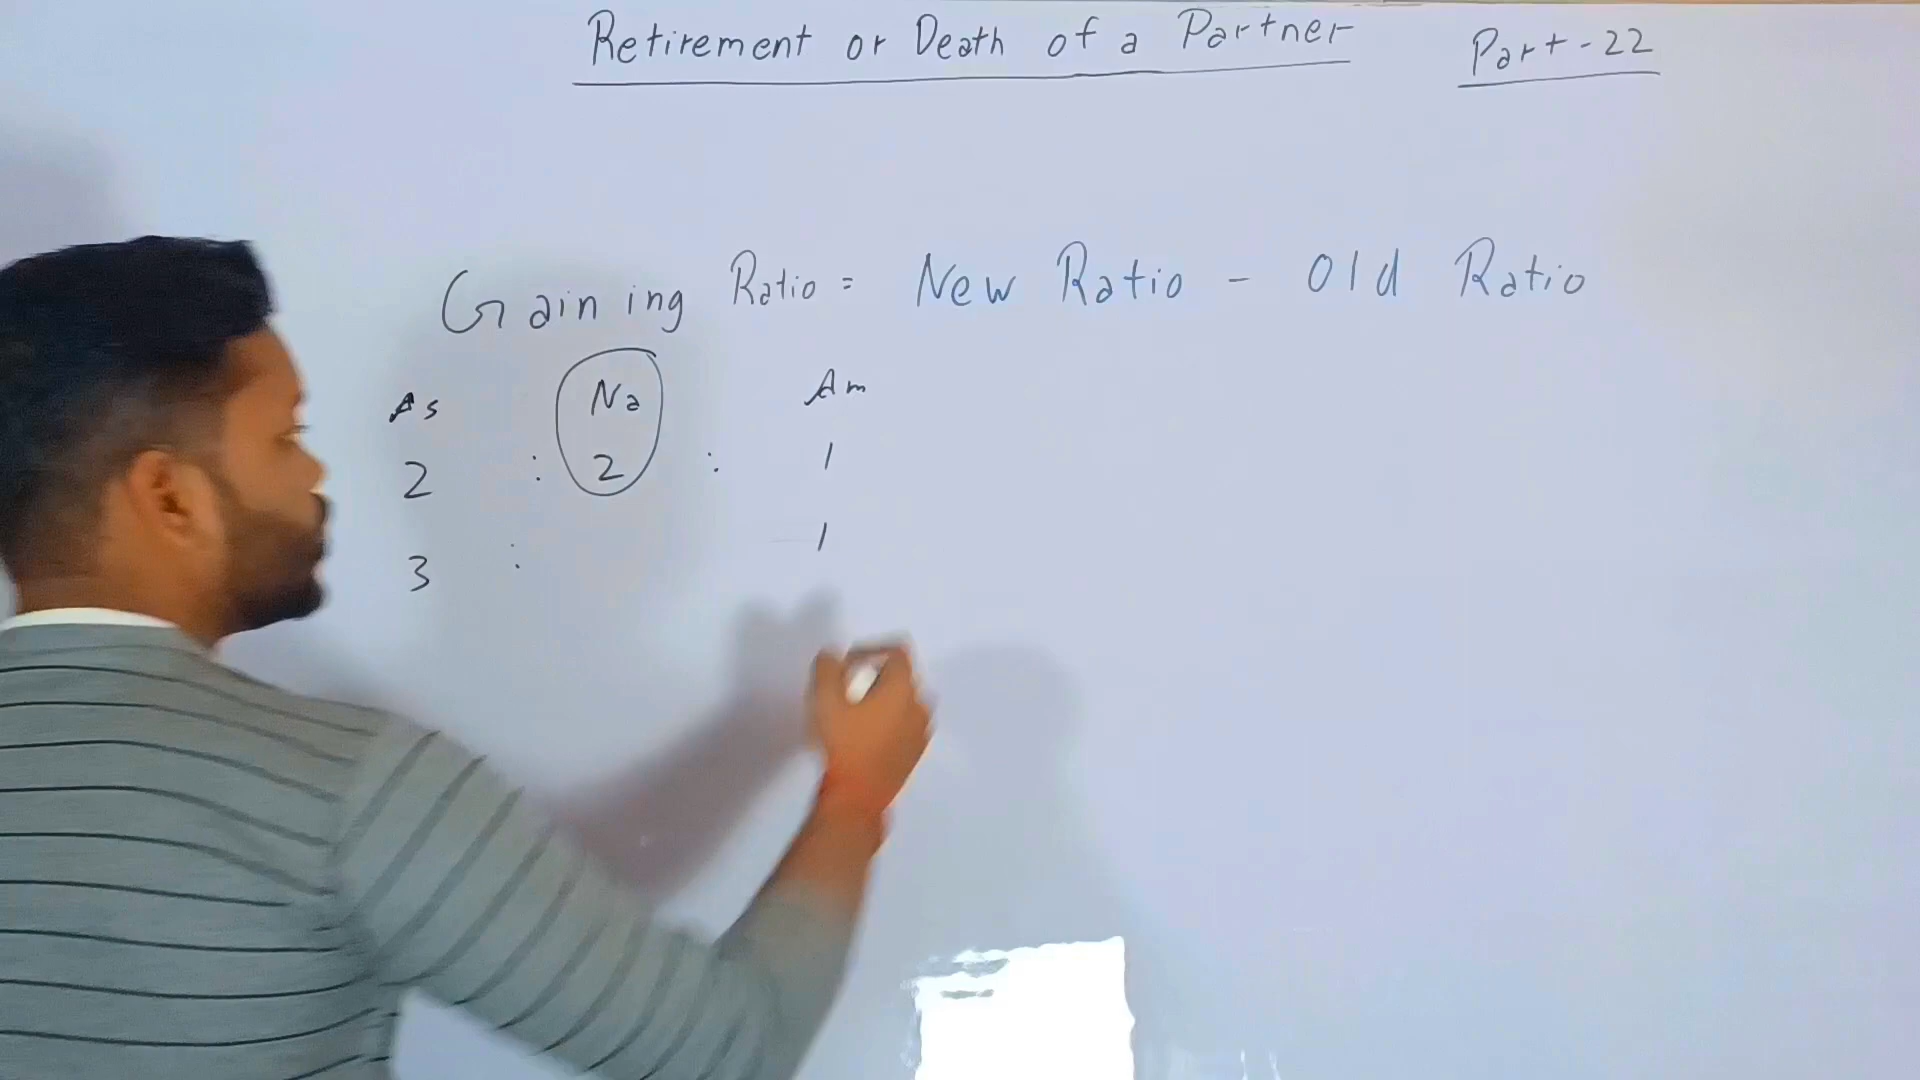 Retirement or Death of a Partner Part-22
Gaining Ratio = New Ratio - Old Ratio
As Na Am
2 : 2 : 1
3 : 1